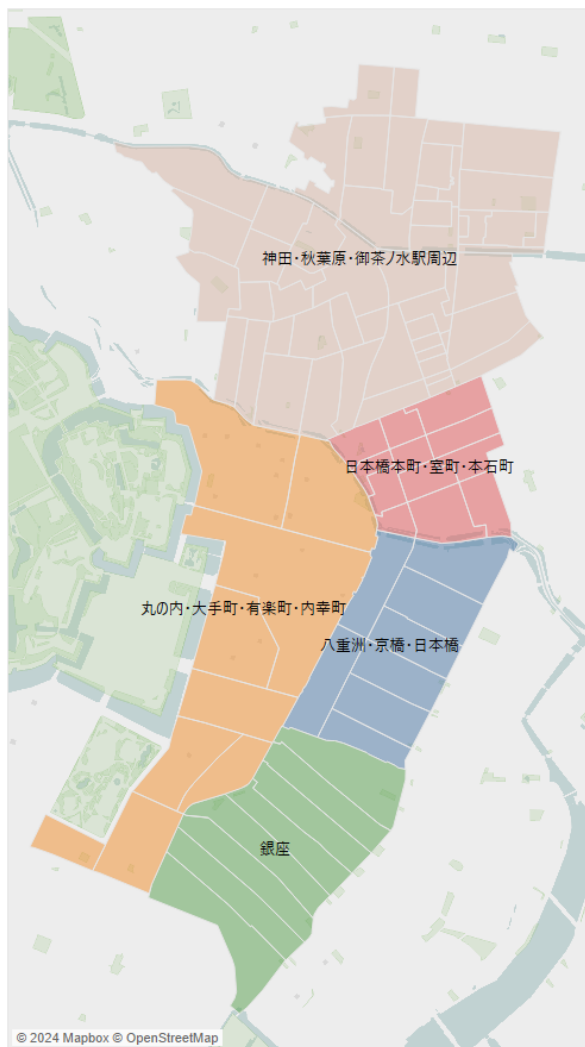 神田・秋葉原・御茶ノ水駅周辺
日本橋本町・室町・本石町
丸の内・大手町・有楽町・内幸町
八重洲・京橋・日本橋
銀座
© 2024 Mapbox © OpenStreetMap